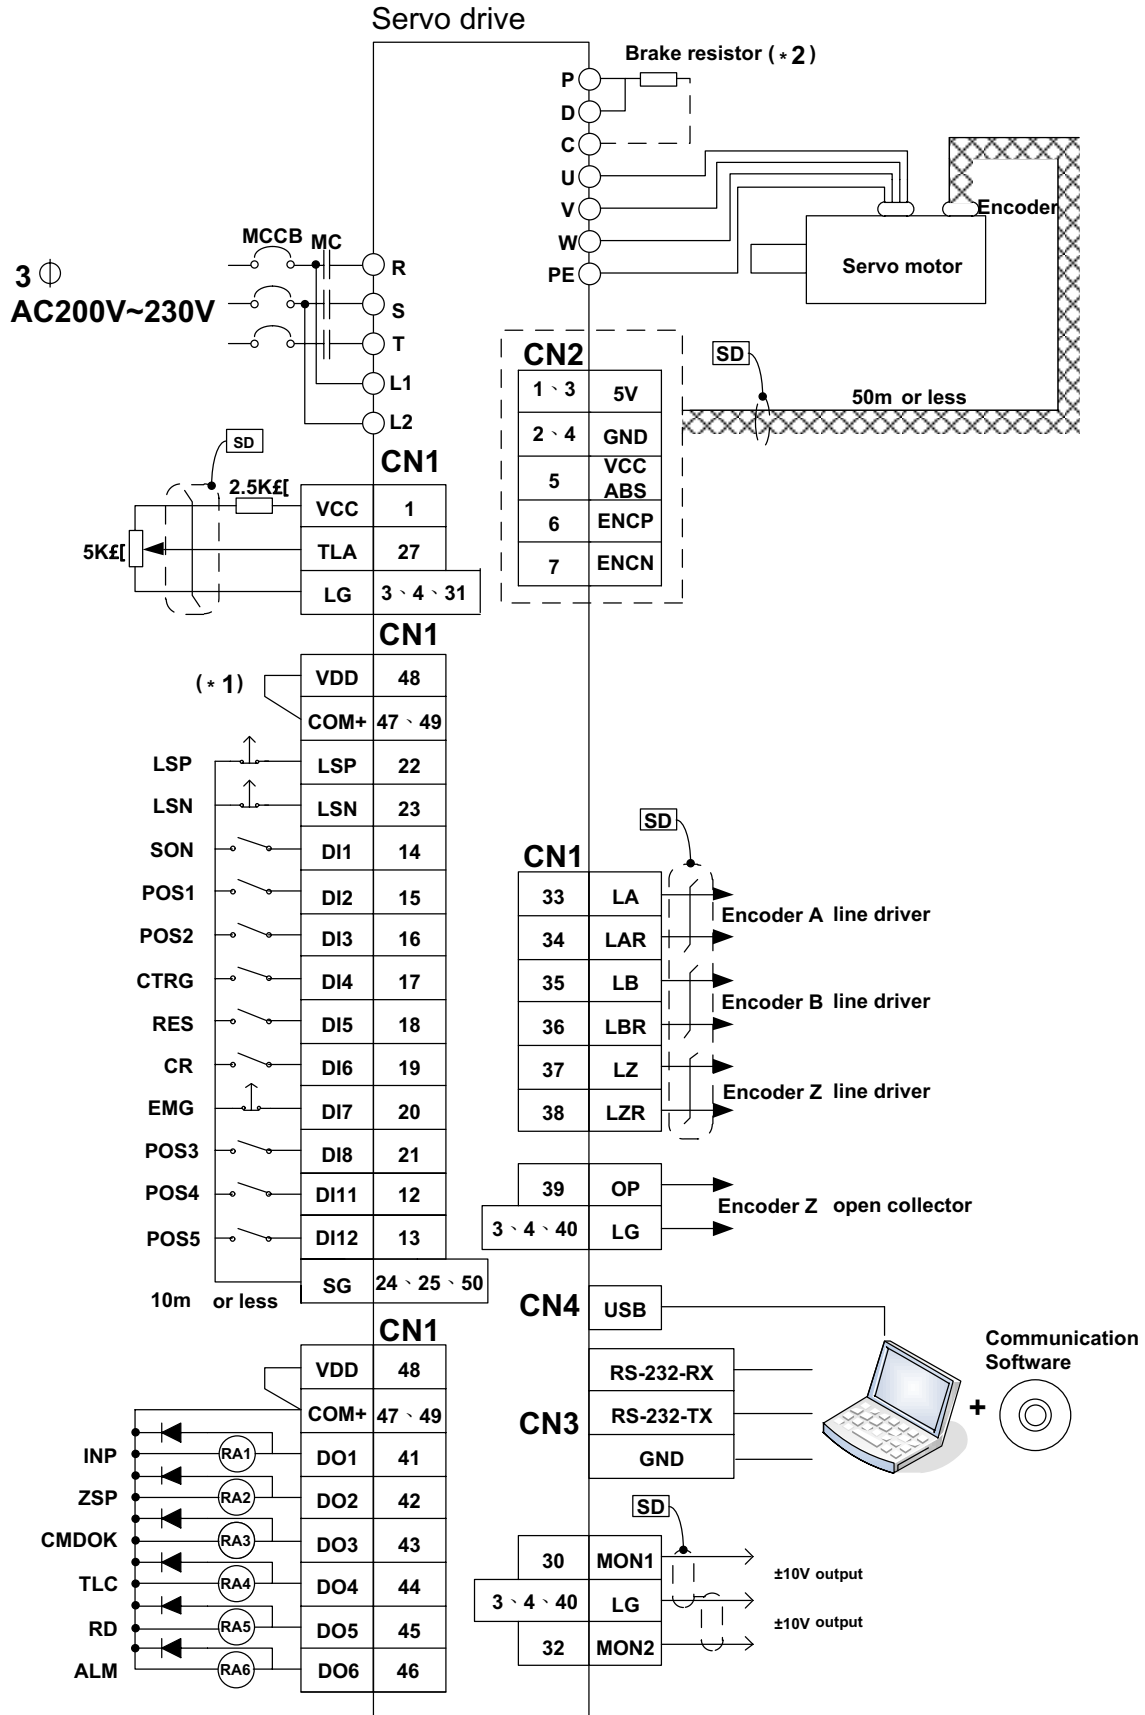 Servo drive
Brake resistor (*2)
P
D
C
U
V
W
PE
Encoder
Servo motor
MCCB MC
3 Φ
AC200V~230V
R
S
T
L1
L2
SD
50m or less
CN2
1、3 5V
2、4 GND
5 VCC ABS
6 ENCP
7 ENCN
SD
CN1
2.5K£[
5K£[
VCC 1
TLA 27
LG 3、4、31
CN1
(*1)
VDD 48
COM+ 47、49
LSP LSP 22
LSN LSN 23
SON DI1 14
POS1 DI2 15
POS2 DI3 16
CTRG DI4 17
RES DI5 18
CR DI6 19
EMG DI7 20
POS3 DI8 21
POS4 DI11 12
POS5 DI12 13
SG 24、25、50
10m or less
SD
CN1
33 LA
34 LAR
Encoder A line driver
35 LB
36 LBR
Encoder B line driver
37 LZ
38 LZR
Encoder Z line driver
39 OP
3、4、40 LG
Encoder Z open collector
CN4 USB
CN3
RS-232-RX
RS-232-TX
GND
Communication
Software
+
CN1
VDD 48
COM+ 47、49
INP RA1 DO1 41
ZSP RA2 DO2 42
CMDOK RA3 DO3 43
TLC RA4 DO4 44
RD RA5 DO5 45
ALM RA6 DO6 46
SD
30 MON1
±10V output
3、4、40 LG
±10V output
32 MON2